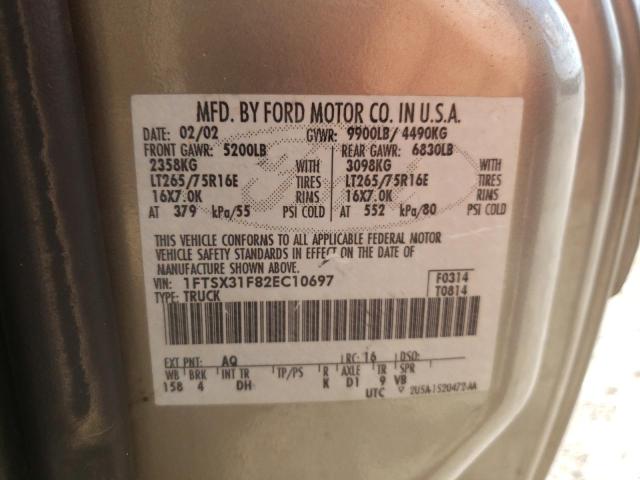 MFD. BY FORD MOTOR CO. IN U.S.A.
DATE: 02/02 GVWR: 9900LB/ 4490KG
FRONT GAWR: 5200LB REAR GAWR: 6830LB
2358KG WITH 3098KG WITH
LT265/75R16E TIRES LT265/75R16E TIRES
16X7.0K RIMS 16X7.0K RIMS
AT 379 kPa/55 PSI COLD AT 552 kPa/80 PSI COLD
THIS VEHICLE CONFORMS TO ALL APPLICABLE FEDERAL MOTOR
VEHICLE SAFETY STANDARDS IN EFFECT ON THE DATE OF
MANUFACTURE SHOWN ABOVE.
VIN: 1FTSX31F82EC10697 F0314
TYPE: TRUCK T0814
EXT PNT: AQ RC: 16 DSO:
WB BRK INT TR TP/PS R AXLE TR SPR
158 4 DH K D1 9 VB
UTC 2U5A-1520472-AA